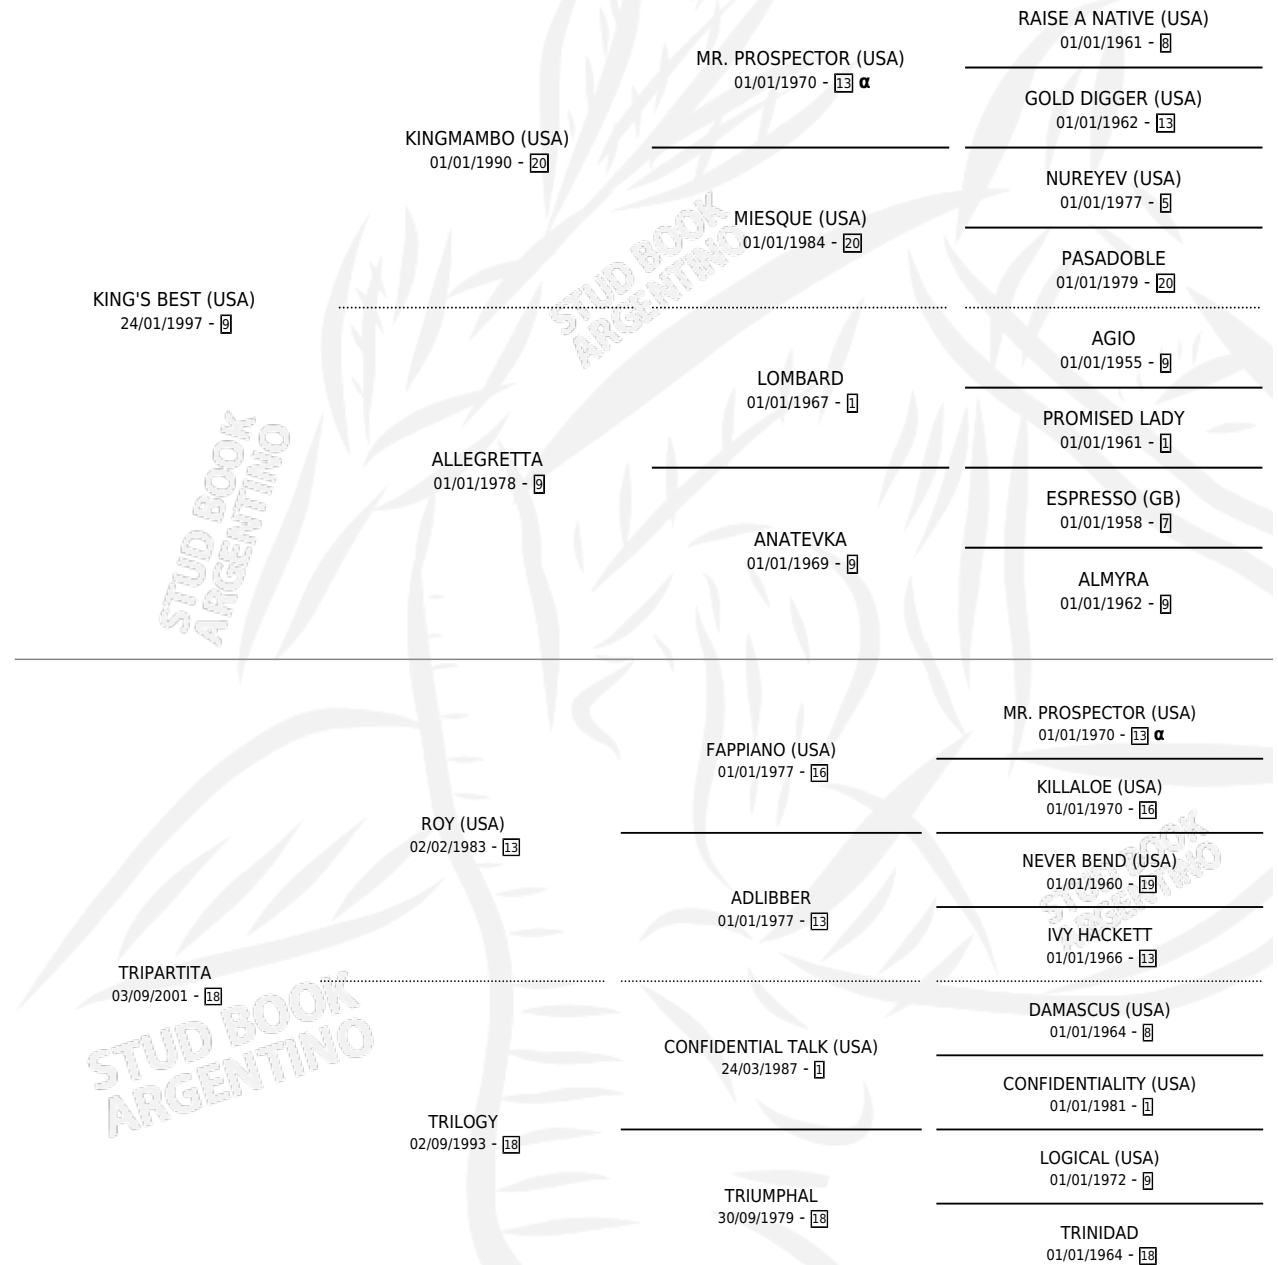 RAISE A NATIVE (USA)
01/01/1961 - 8
MR. PROSPECTOR (USA)
01/01/1970 - 13 α
GOLD DIGGER (USA)
01/01/1962 - 13
KINGMAMBO (USA)
01/01/1990 - 20
NUREYEV (USA)
01/01/1977 - 5
MIESQUE (USA)
01/01/1984 - 20
PASADOBLE
01/01/1979 - 20
KING'S BEST (USA)
24/01/1997 - 9
AGIO
01/01/1955 - 9
LOMBARD
01/01/1967 - 1
PROMISED LADY
01/01/1961 - 1
ALLEGRETTA
01/01/1978 - 9
ESPRESSO (GB)
01/01/1958 - 7
ANATEVKA
01/01/1969 - 9
ALMYRA
01/01/1962 - 9
MR. PROSPECTOR (USA)
01/01/1970 - 13 α
FAPPIANO (USA)
01/01/1977 - 16
KILLALOE (USA)
01/01/1970 - 16
ROY (USA)
02/02/1983 - 13
NEVER BEND (USA)
01/01/1960 - 19
ADLIBBER
01/01/1977 - 13
IVY HACKETT
01/01/1966 - 13
TRIPARTITA
03/09/2001 - 18
DAMASCUS (USA)
01/01/1964 - 8
CONFIDENTIAL TALK (USA)
24/03/1987 - 1
CONFIDENTIALITY (USA)
01/01/1981 - 1
TRILOGY
02/09/1993 - 18
LOGICAL (USA)
01/01/1972 - 9
TRIUMPHAL
30/09/1979 - 18
TRINIDAD
01/01/1964 - 18
STUD BOOK
ARGENTINO
STUD BOOK
ARGENTINO
STUD BOOK
ARGENTINO
STUD BOOK
ARGENTINO